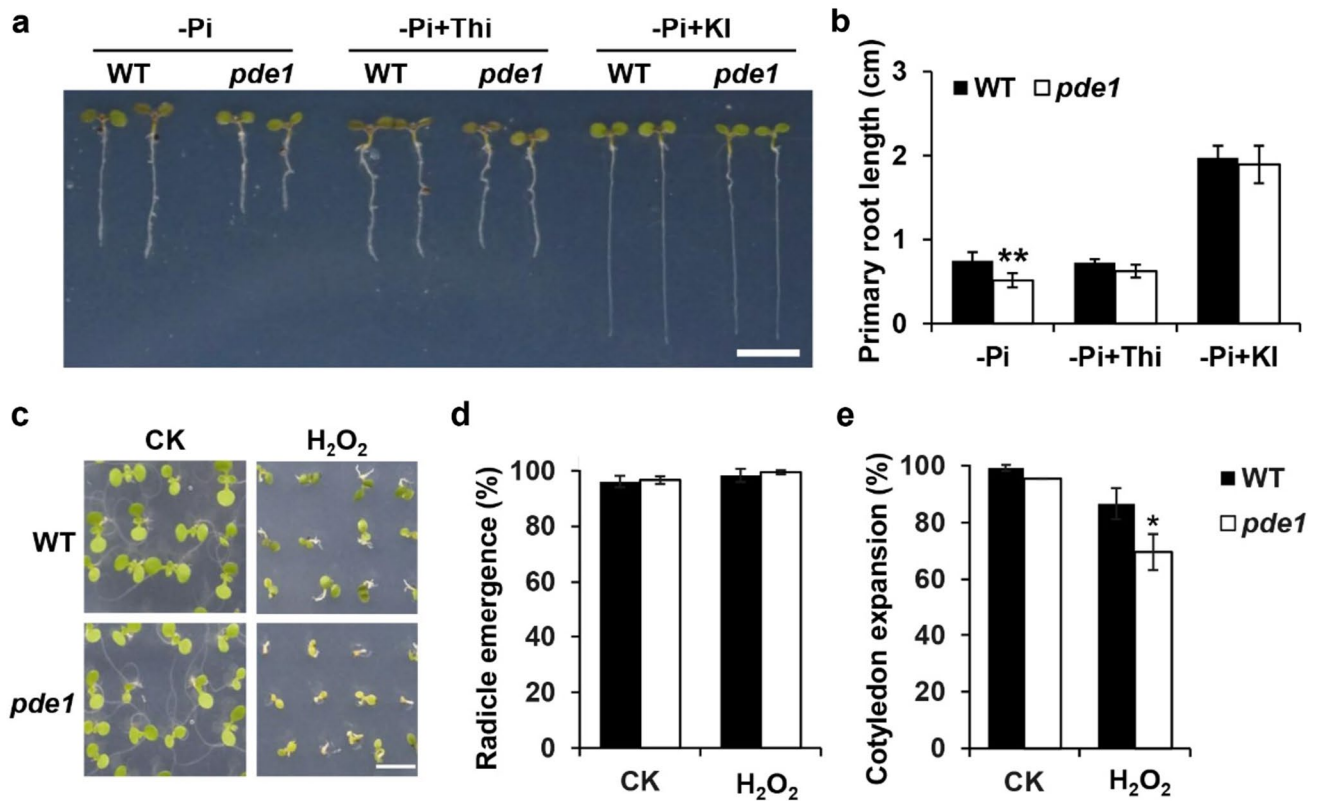 a
-Pi
-Pi+Thi
-Pi+KI
WT
pde1
WT
pde1
WT
pde1
b
Primary root length (cm)
3
2
1
0
WT
pde1
**
-Pi
-Pi+Thi
-Pi+KI
c
CK
H₂O₂
WT
pde1
d
Radicle emergence (%)
100
80
60
40
20
0
CK
H₂O₂
e
Cotyledon expansion (%)
100
80
60
40
20
0
*
CK
H₂O₂
WT
pde1